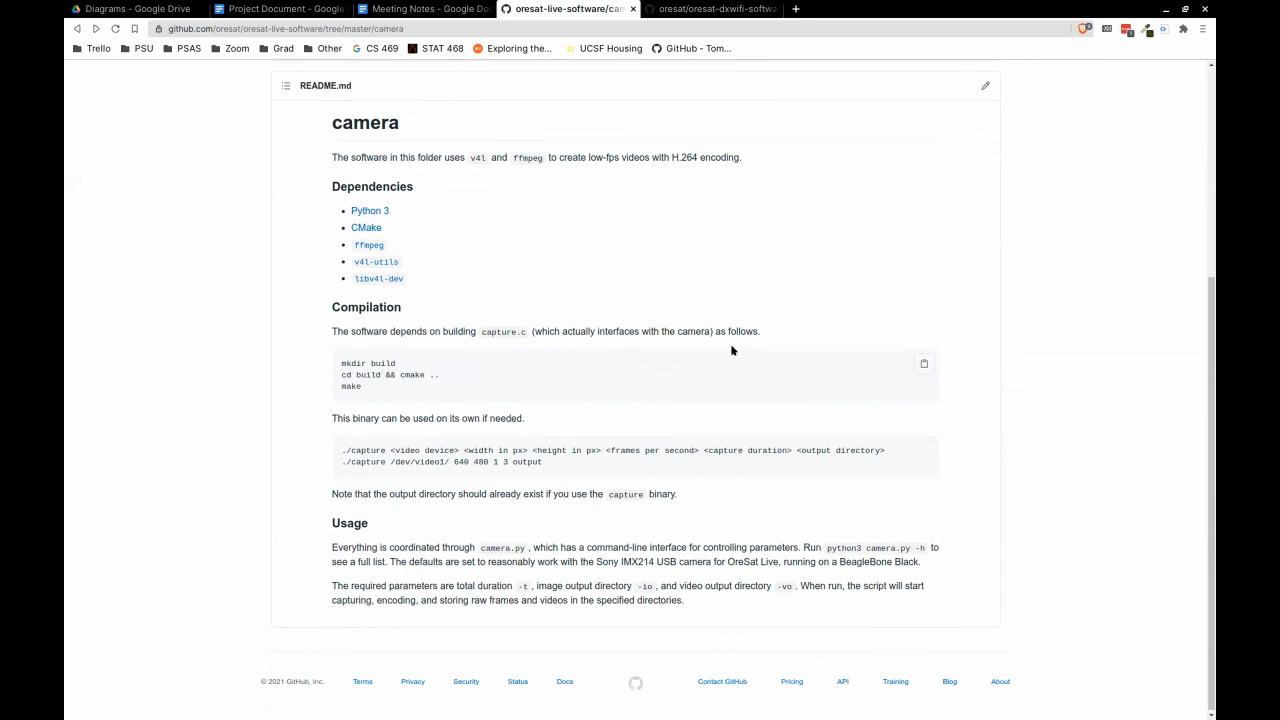 Diagrams - Google Drive
Project Document - Google
Meeting Notes - Google Do
oresat-live-software/can
oresat/oresat-dxwifi-softwa
github.com/oresat/oresat-live-software/tree/master/camera
Trello
PSU
PSAS
Zoom
Grad
Other
CS 469
STAT 468
Exploring the...
UCSF Housing
GitHub - Tom...
README.md
camera
The software in this folder uses v4l and ffmpeg to create low-fps videos with H.264 encoding.
Dependencies
• Python 3
• CMake
• ffmpeg
• v4l-utils
• libv4l-dev
Compilation
The software depends on building capture.c (which actually interfaces with the camera) as follows.
mkdir build
cd build && cmake ..
make
This binary can be used on its own if needed.
./capture <video device> <width in px> <height in px> <frames per second> <capture duration> <output directory>
./capture /dev/video1/ 640 480 1 3 output
Note that the output directory should already exist if you use the capture binary.
Usage
Everything is coordinated through camera.py, which has a command-line interface for controlling parameters. Run python3 camera.py -h to
see a full list. The defaults are set to reasonably work with the Sony IMX214 USB camera for OreSat Live, running on a BeagleBone Black.
The required parameters are total duration -t, image output directory -io, and video output directory -vo. When run, the script will start
capturing, encoding, and storing raw frames and videos in the specified directories.
© 2021 GitHub, Inc.
Terms
Privacy
Security
Status
Docs
Contact GitHub
Pricing
API
Training
Blog
About